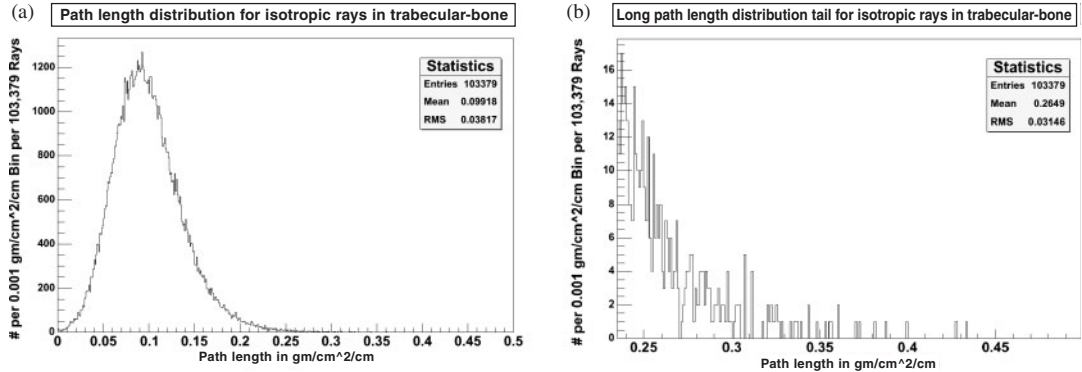 (a)
Path length distribution for isotropic rays in trabecular-bone
# per 0.001 gm/cm^2/cm Bin per 103,379 Rays
1200
1000
800
600
400
200
0
Statistics
Entries 103379
Mean 0.09918
RMS 0.03817
0 0.05 0.1 0.15 0.2 0.25 0.3 0.35 0.4 0.45 0.5
Path length in gm/cm^2/cm
(b)
Long path length distribution tail for isotropic rays in trabecular-bone
# per 0.001 gm/cm^2/cm Bin per 103,379 Rays
16
14
12
10
8
6
4
2
0
Statistics
Entries 103379
Mean 0.2649
RMS 0.03146
0.25 0.3 0.35 0.4 0.45
Path length in gm/cm^2/cm